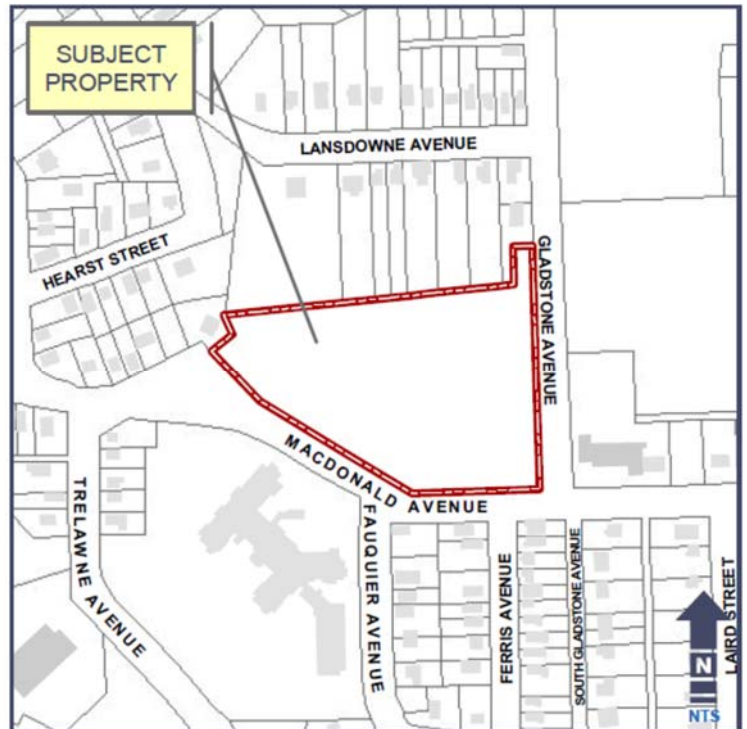 SUBJECT
PROPERTY
LANSDOWNE AVENUE
HEARST STREET
GLADSTONE AVENUE
MACDONALD AVENUE
TRELAWNE AVENUE
FAUQUIER AVENUE
FERRIS AVENUE
SOUTH GLADSTONE AVENUE
LAIRD STREET
N
NTS